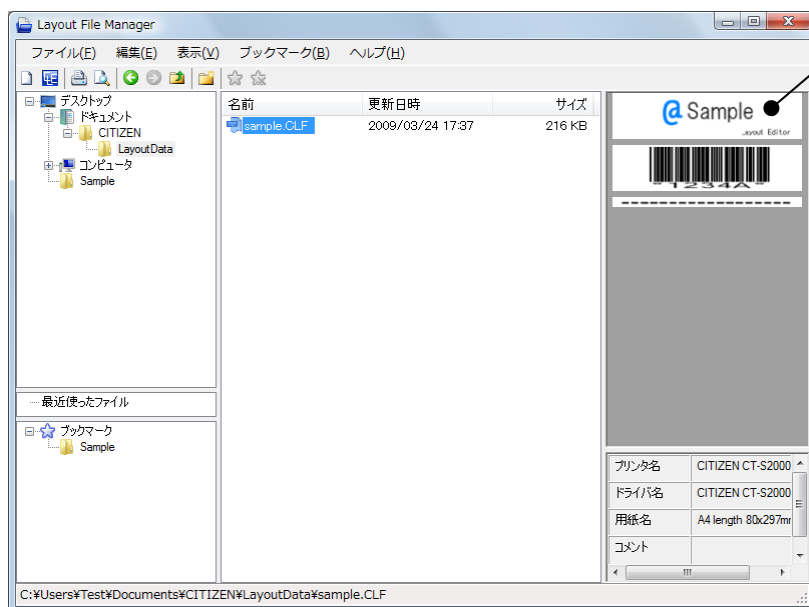 Layout File Manager
ファイル(F) 編集(E) 表示(V) ブックマーク(B) ヘルプ(H)
デスクトップ
ドキュメント
CITIZEN
LayoutData
コンピュータ
Sample
最近使ったファイル
ブックマーク
Sample
名前 更新日時 サイズ
sample.CLF 2009/03/24 17:37 216 KB
@ Sample
Layout Editor
"1234A"
プリンタ名 CITIZEN CT-S2000
ドライバ名 CITIZEN CT-S2000
用紙名 A4 length 80x297mm
コメント
C:¥Users¥Test¥Documents¥CITIZEN¥LayoutData¥sample.CLF